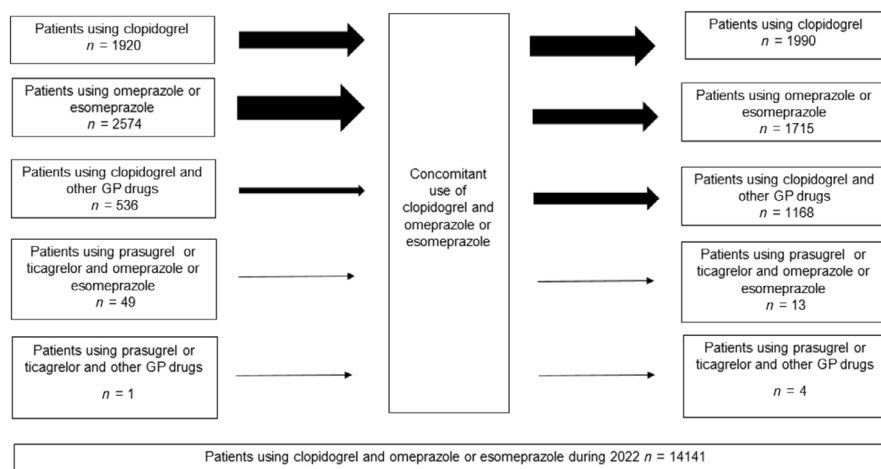 Patients using clopidogrel
n = 1920
Patients using omeprazole or
esomeprazole
n = 2574
Patients using clopidogrel and
other GP drugs
n = 536
Patients using prasugrel or
ticagrelor and omeprazole or
esomeprazole
n = 49
Patients using prasugrel or
ticagrelor and other GP drugs
n = 1
Concomitant
use of
clopidogrel and
omeprazole or
esomeprazole
Patients using clopidogrel
n = 1990
Patients using omeprazole or
esomeprazole
n = 1715
Patients using clopidogrel and
other GP drugs
n = 1168
Patients using prasugrel or
ticagrelor and omeprazole or
esomeprazole
n = 13
Patients using prasugrel or
ticagrelor and other GP drugs
n = 4
Patients using clopidogrel and omeprazole or esomeprazole during 2022 n = 14141